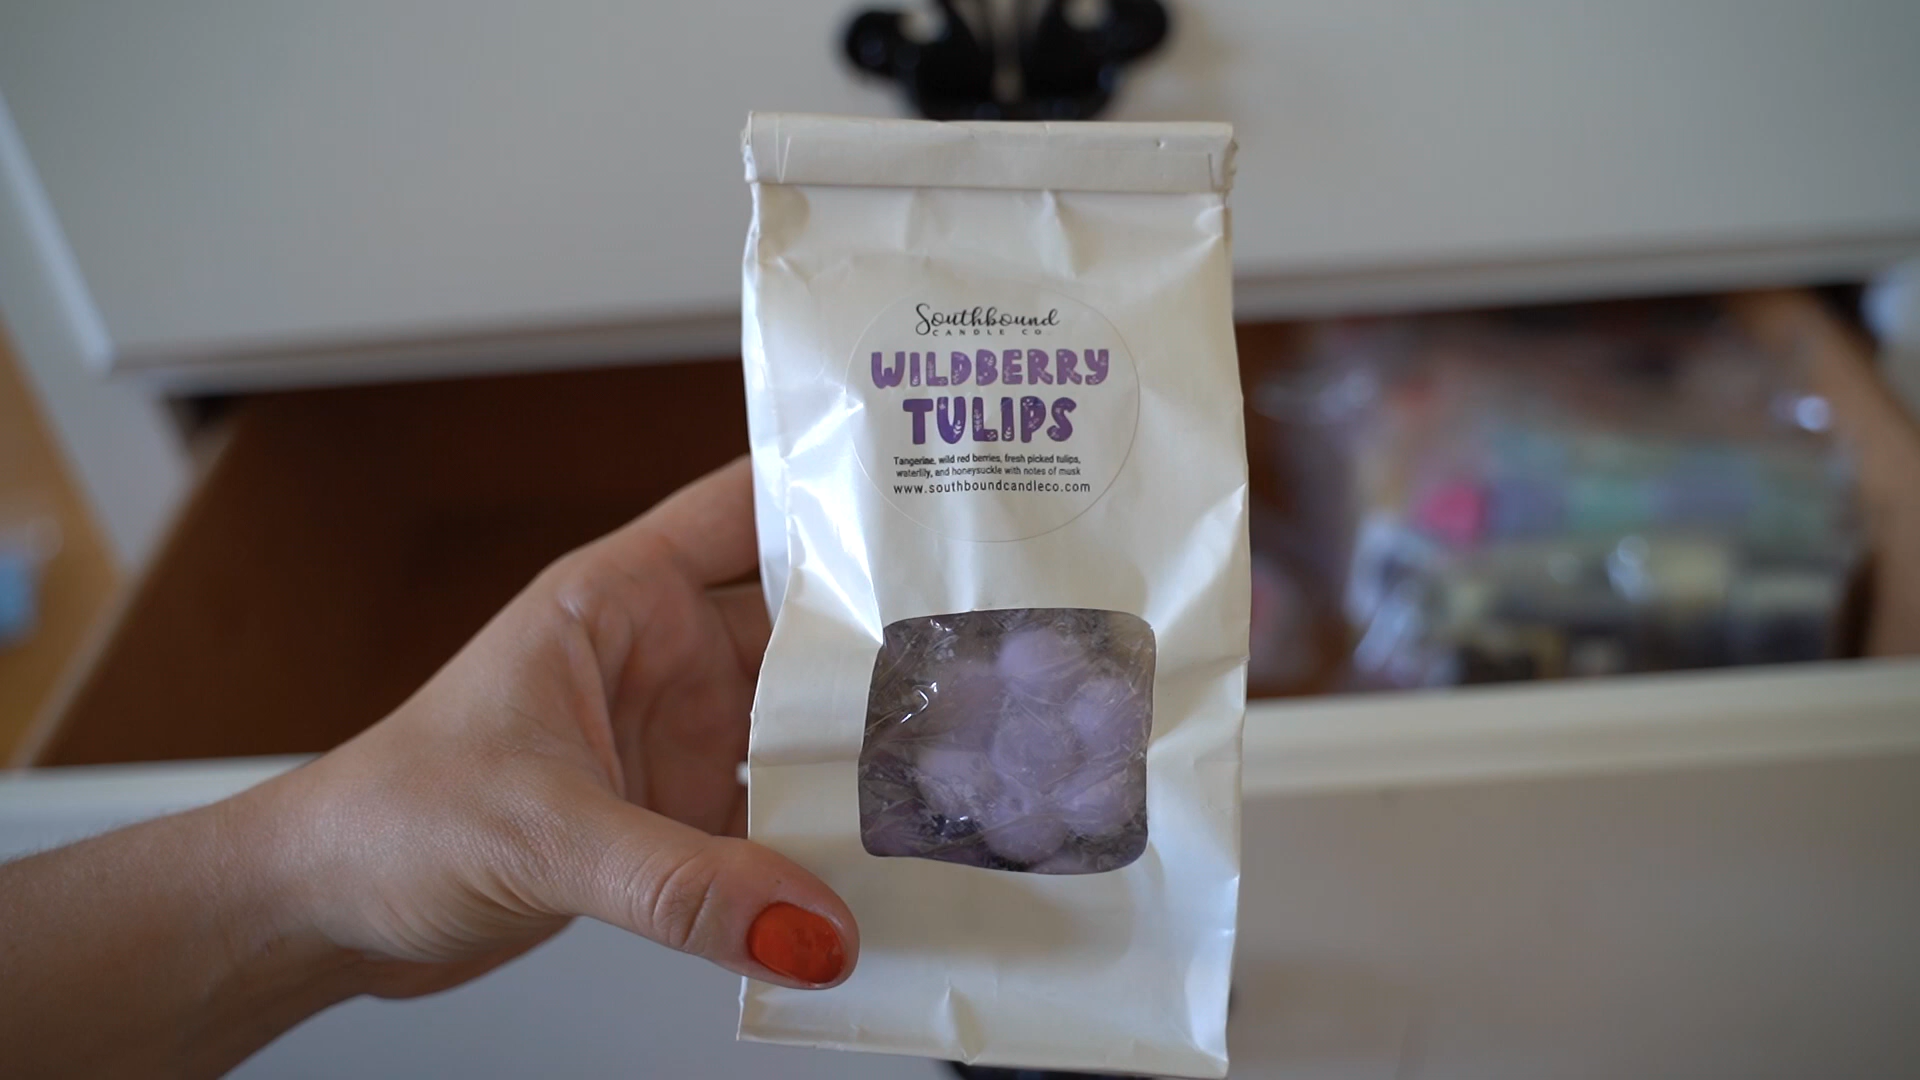 Southbound
CANDLE CO
WILDBERRY
TULIPS
Tangerine, wild red berries, fresh picked tulips,
waterlily, and honeysuckle with notes of musk
www.southboundcandleco.com